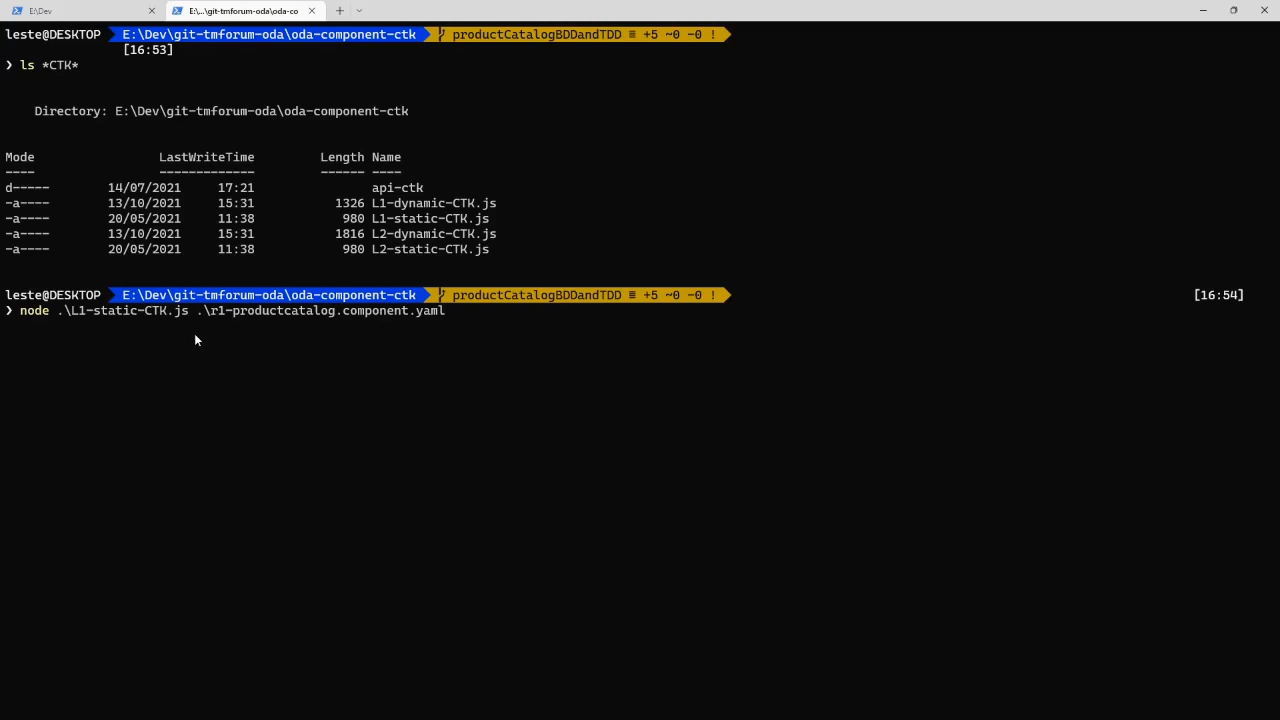 E:\Dev
E:\...\git-tmforum-oda\oda-co
leste@DESKTOP E:\Dev\git-tmforum-oda\oda-component-ctk productCatalogBDDandTDD ≡ +5 ~0 -0 !
[16:53]
❯ ls *CTK*
Directory: E:\Dev\git-tmforum-oda\oda-component-ctk
Mode LastWriteTime Length Name
---- ------------- ------ ----
d----- 14/07/2021 17:21 api-ctk
-a---- 13/10/2021 15:31 1326 L1-dynamic-CTK.js
-a---- 20/05/2021 11:38 980 L1-static-CTK.js
-a---- 13/10/2021 15:31 1816 L2-dynamic-CTK.js
-a---- 20/05/2021 11:38 980 L2-static-CTK.js
leste@DESKTOP E:\Dev\git-tmforum-oda\oda-component-ctk productCatalogBDDandTDD ≡ +5 ~0 -0 ! [16:54]
❯ node .\L1-static-CTK.js .\r1-productcatalog.component.yaml